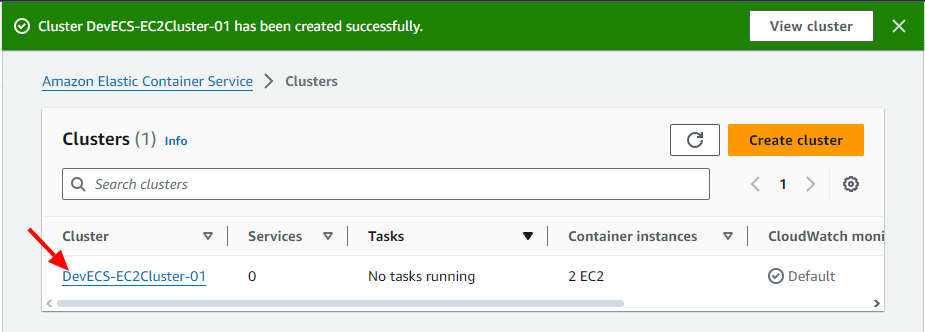 Cluster DevECS-EC2Cluster-01 has been created successfully. View cluster
Amazon Elastic Container Service > Clusters
Clusters (1) Info Create cluster
Search clusters 1
Cluster Services Tasks Container instances CloudWatch moni
DevECS-EC2Cluster-01 0 No tasks running 2 EC2 Default